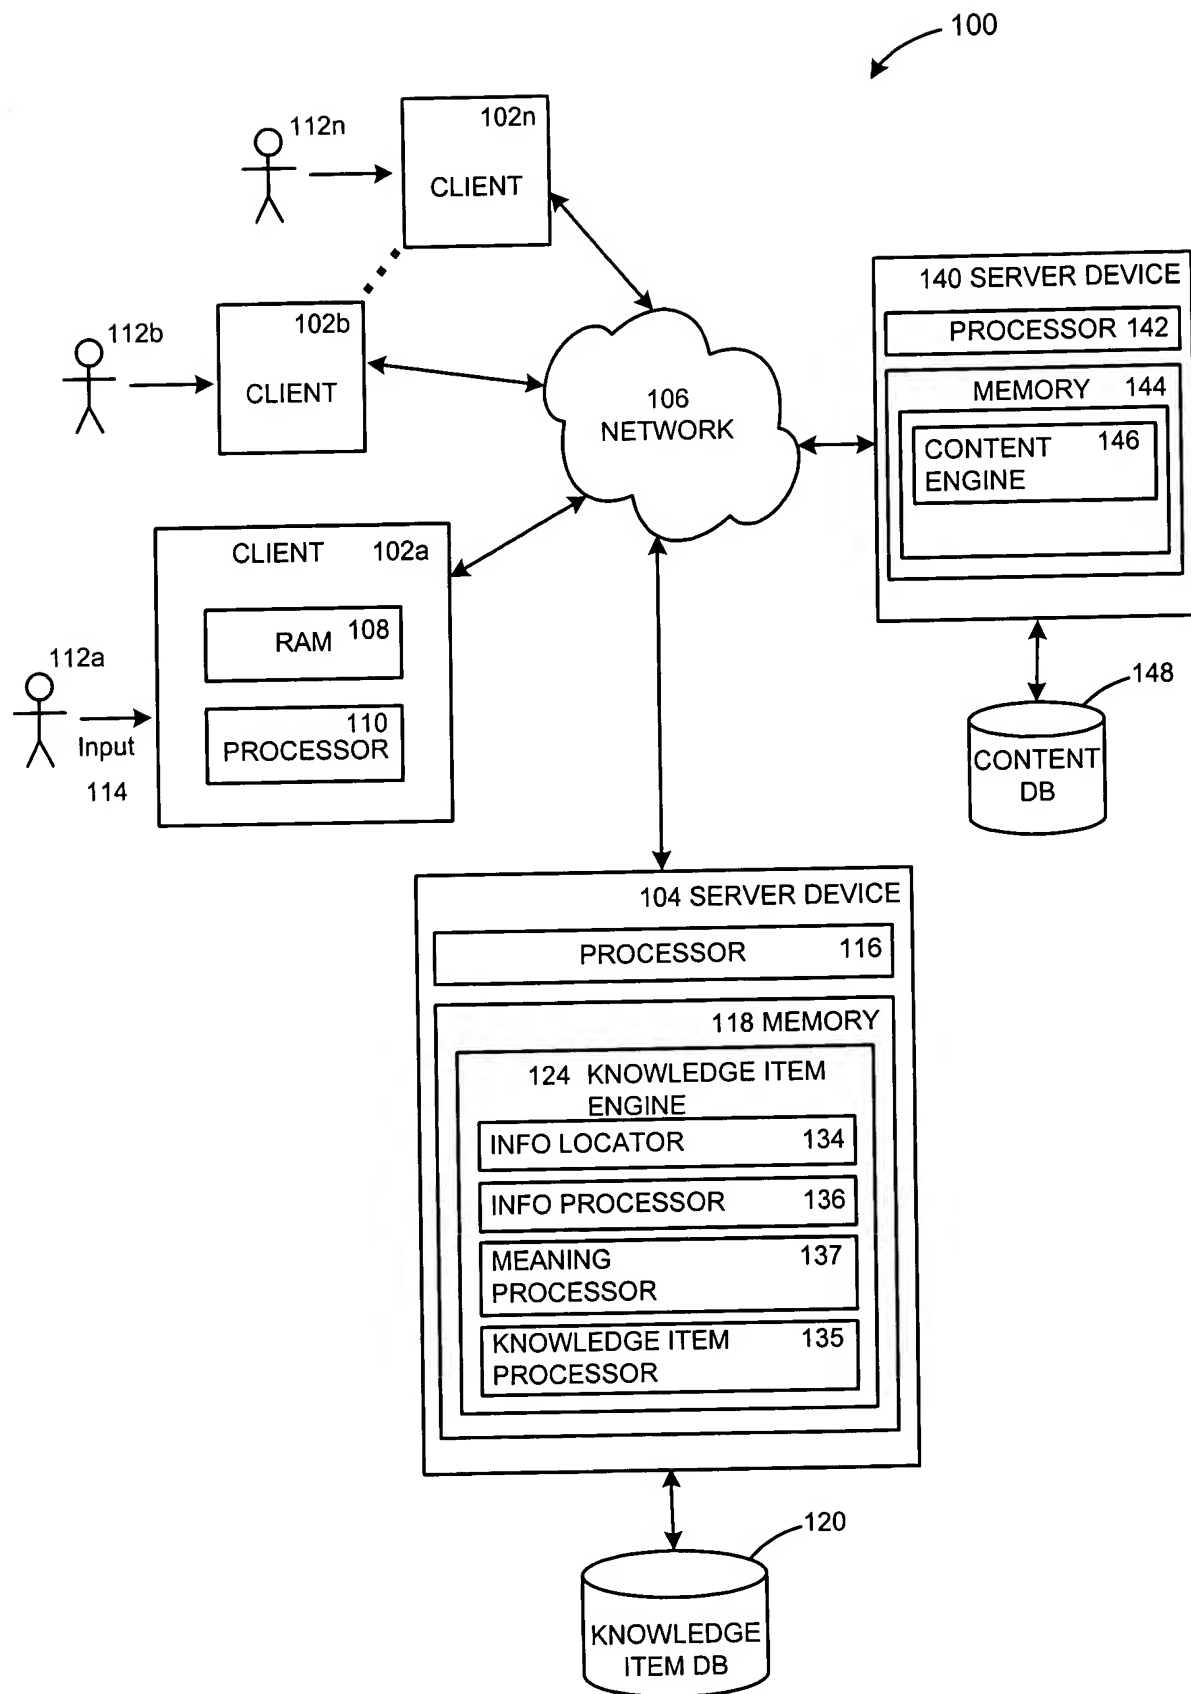 100
112n
102n
CLIENT
112b
102b
CLIENT
106
NETWORK
140 SERVER DEVICE
PROCESSOR 142
MEMORY 144
CONTENT 146
ENGINE
CLIENT 102a
RAM 108
110
PROCESSOR
112a
Input
114
148
CONTENT
DB
104 SERVER DEVICE
PROCESSOR 116
118 MEMORY
124 KNOWLEDGE ITEM
ENGINE
INFO LOCATOR 134
INFO PROCESSOR 136
MEANING 137
PROCESSOR
KNOWLEDGE ITEM 135
PROCESSOR
120
KNOWLEDGE
ITEM DB